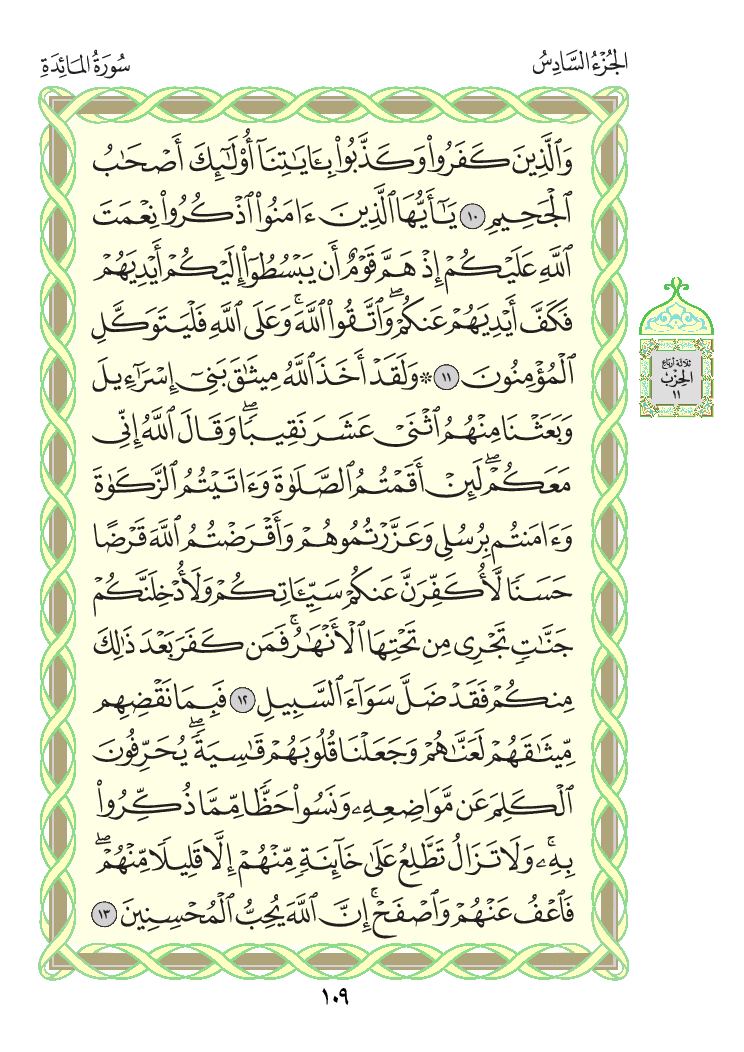 الجُزْءُ السَّادِسُ
سُورَةُ المَائِدَةِ
وَٱلَّذِينَ كَفَرُوا۟ وَكَذَّبُوا۟ بِـَٔايَـٰتِنَآ أُو۟لَـٰٓئِكَ أَصْحَـٰبُ
ٱلْجَحِيمِ ١٠ يَـٰٓأَيُّهَا ٱلَّذِينَ ءَامَنُوا۟ ٱذْكُرُوا۟ نِعْمَتَ
ٱللَّهِ عَلَيْكُمْ إِذْ هَمَّ قَوْمٌ أَن يَبْسُطُوٓا۟ إِلَيْكُمْ أَيْدِيَهُمْ
فَكَفَّ أَيْدِيَهُمْ عَنكُمْ ۖ وَٱتَّقُوا۟ ٱللَّهَ ۚ وَعَلَى ٱللَّهِ فَلْيَتَوَكَّلِ
ٱلْمُؤْمِنُونَ ١١ ۞ وَلَقَدْ أَخَذَ ٱللَّهُ مِيثَـٰقَ بَنِىٓ إِسْرَٰٓءِيلَ
وَبَعَثْنَا مِنْهُمُ ٱثْنَىْ عَشَرَ نَقِيبًا ۖ وَقَالَ ٱللَّهُ إِنِّى
مَعَكُمْ ۖ لَئِنْ أَقَمْتُمُ ٱلصَّلَوٰةَ وَءَاتَيْتُمُ ٱلزَّكَوٰةَ
وَءَامَنتُم بِرُسُلِى وَعَزَّرْتُمُوهُمْ وَأَقْرَضْتُمُ ٱللَّهَ قَرْضًا
حَسَنًا لَّأُكَفِّرَنَّ عَنكُمْ سَيِّـَٔاتِكُمْ وَلَأُدْخِلَنَّكُمْ
جَنَّـٰتٍ تَجْرِى مِن تَحْتِهَا ٱلْأَنْهَـٰرُ ۚ فَمَن كَفَرَ بَعْدَ ذَٰلِكَ
مِنكُمْ فَقَدْ ضَلَّ سَوَآءَ ٱلسَّبِيلِ ١٢ فَبِمَا نَقْضِهِم
مِّيثَـٰقَهُمْ لَعَنَّـٰهُمْ وَجَعَلْنَا قُلُوبَهُمْ قَـٰسِيَةً ۖ يُحَرِّفُونَ
ٱلْكَلِمَ عَن مَّوَاضِعِهِۦ وَنَسُوا۟ حَظًّا مِّمَّا ذُكِّرُوا۟
بِهِۦ ۚ وَلَا تَزَالُ تَطَّلِعُ عَلَىٰ خَآئِنَةٍ مِّنْهُمْ إِلَّا قَلِيلًا مِّنْهُمْ ۖ
فَٱعْفُ عَنْهُمْ وَٱصْفَحْ ۚ إِنَّ ٱللَّهَ يُحِبُّ ٱلْمُحْسِنِينَ ١٣
ثلاثة أرباع
الحِزْب
١١
١٠٩